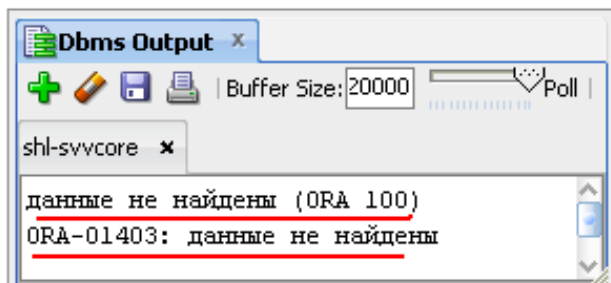 Dbms Output x
Buffer Size: 20000 Poll
shl-svvcore x
данные не найдены (ORA 100)
ORA-01403: данные не найдены